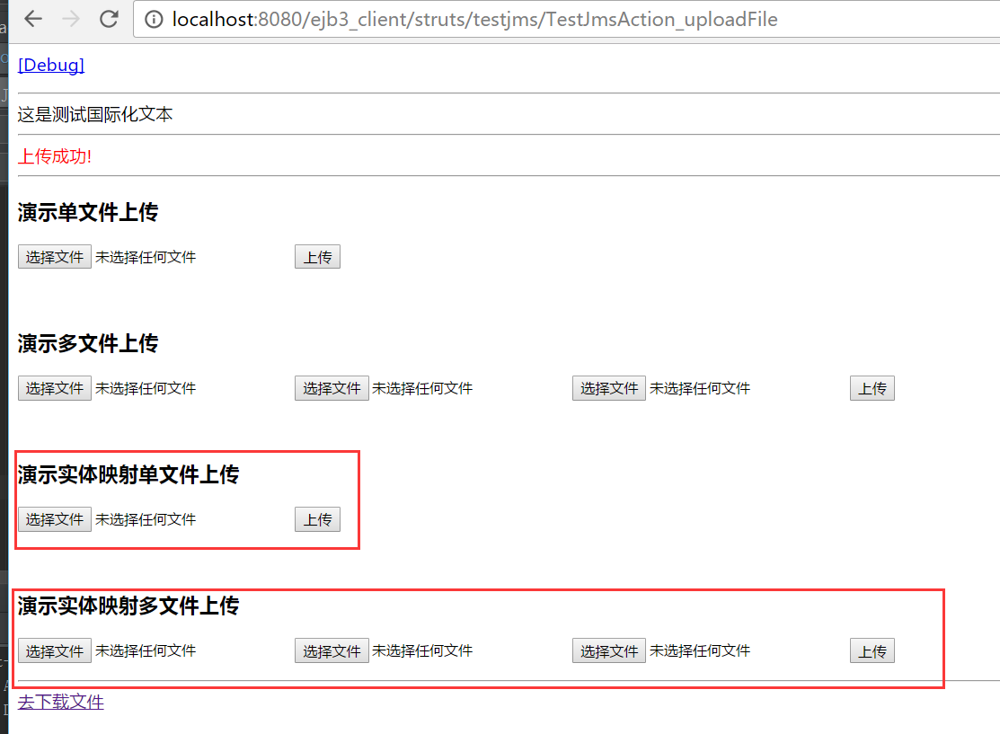 localhost:8080/ejb3_client/struts/testjms/TestJmsAction_uploadFile
[Debug]
这是测试国际化文本
上传成功!
演示单文件上传
选择文件 未选择任何文件 上传
演示多文件上传
选择文件 未选择任何文件 选择文件 未选择任何文件 选择文件 未选择任何文件 上传
演示实体映射单文件上传
选择文件 未选择任何文件 上传
演示实体映射多文件上传
选择文件 未选择任何文件 选择文件 未选择任何文件 选择文件 未选择任何文件 上传
去下载文件